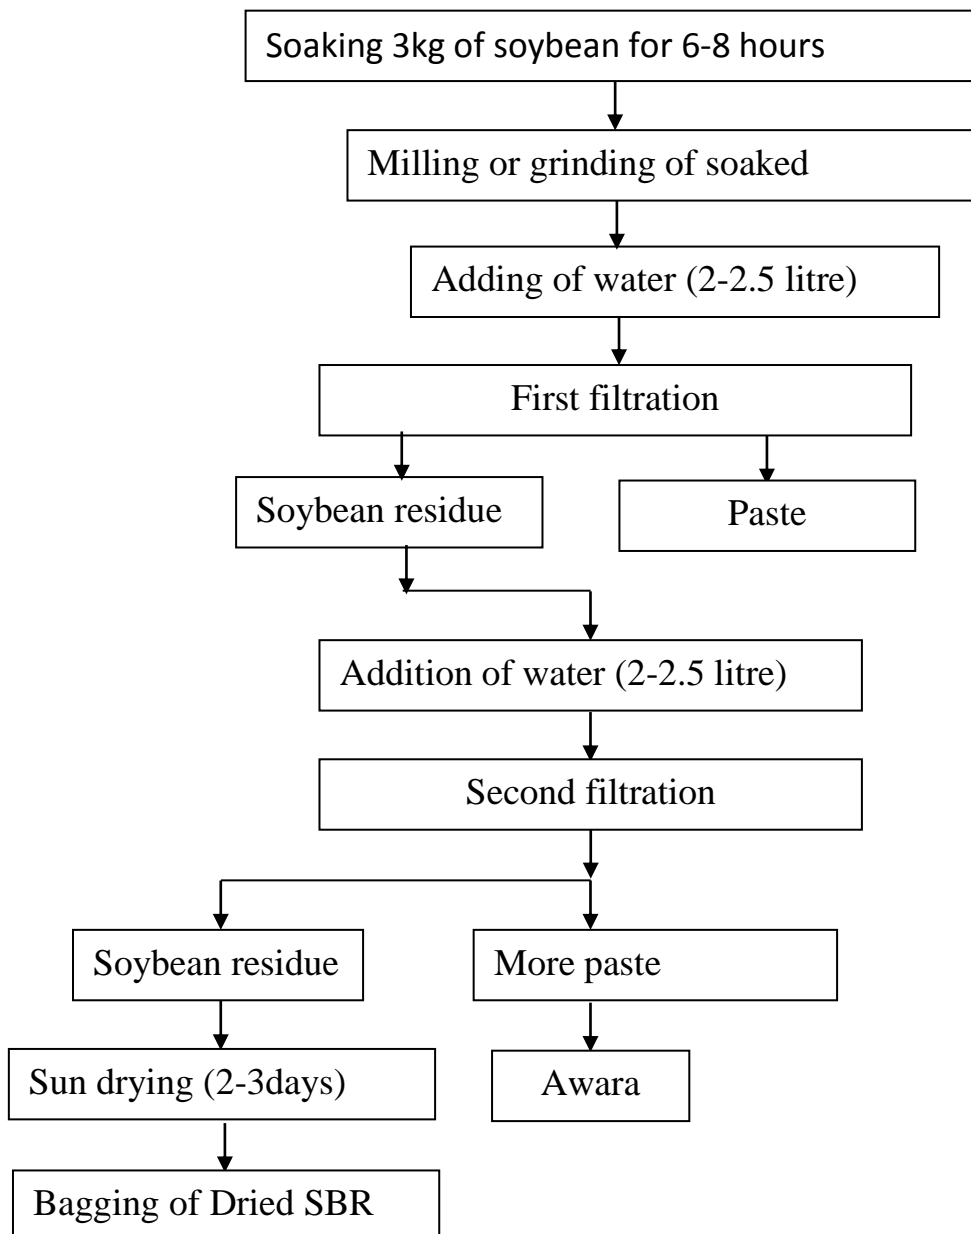 Soaking 3kg of soybean for 6-8 hours
Milling or grinding of soaked
Adding of water (2-2.5 litre)
First filtration
Soybean residue
Paste
Addition of water (2-2.5 litre)
Second filtration
Soybean residue
More paste
Sun drying (2-3days)
Awara
Bagging of Dried SBR